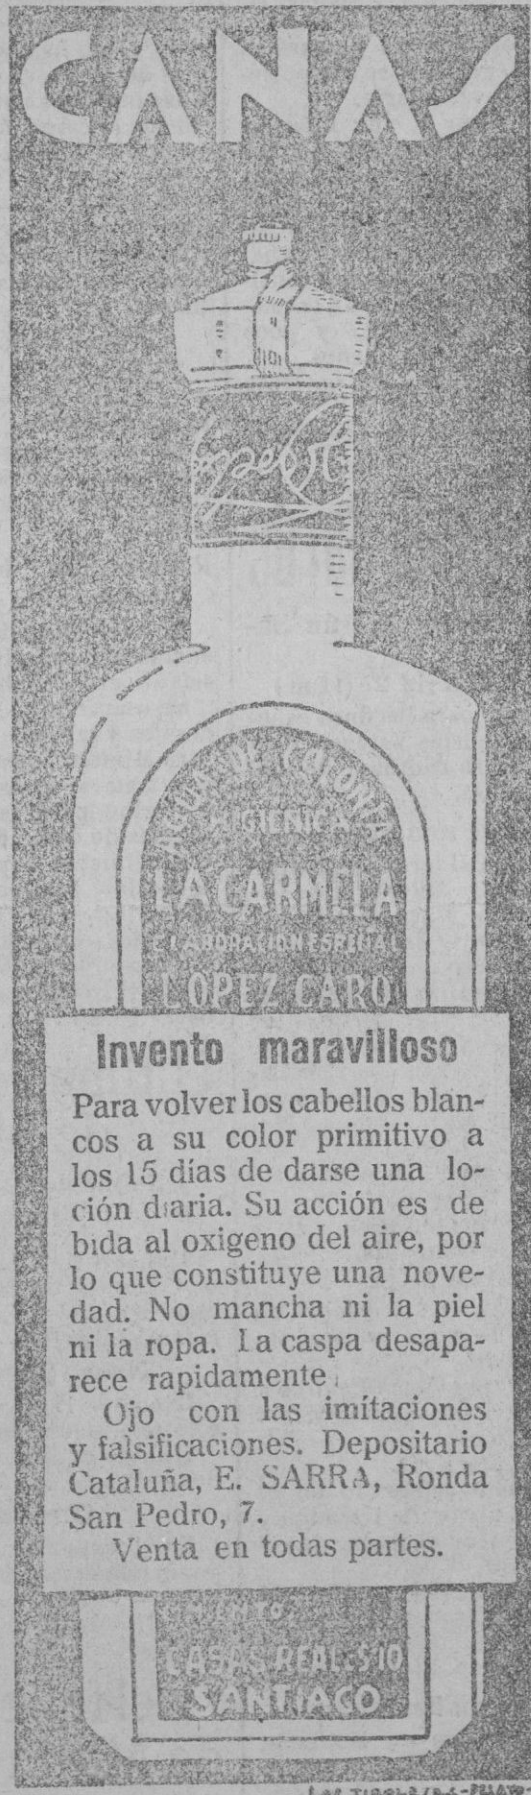 CANAS
AGUA DE COLONIA
HIGIENICA
LA CARMELA
ELABORACION ESPECIAL
LOPEZ CARO
Invento maravilloso
Para volver los cabellos blan-
cos a su color primitivo a
los 15 días de darse una lo-
ción diaria. Su acción es de
bida al oxigeno del aire, por
lo que constituye una nove-
dad. No mancha ni la piel
ni la ropa. La caspa desapa-
rece rapidamente.
Ojo con las imitaciones
y falsificaciones. Depositario
Cataluña, E. SARRA, Ronda
San Pedro, 7.
Venta en todas partes.
CASAS REALES 10
SANTIAGO